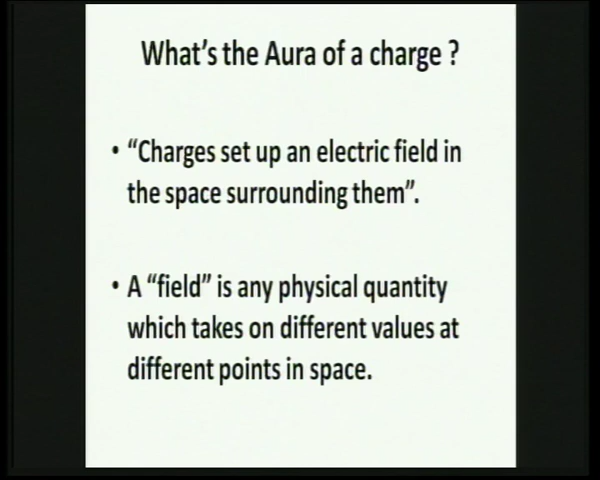 What's the Aura of a charge ?
• “Charges set up an electric field in
the space surrounding them”.
• A “field” is any physical quantity
which takes on different values at
different points in space.